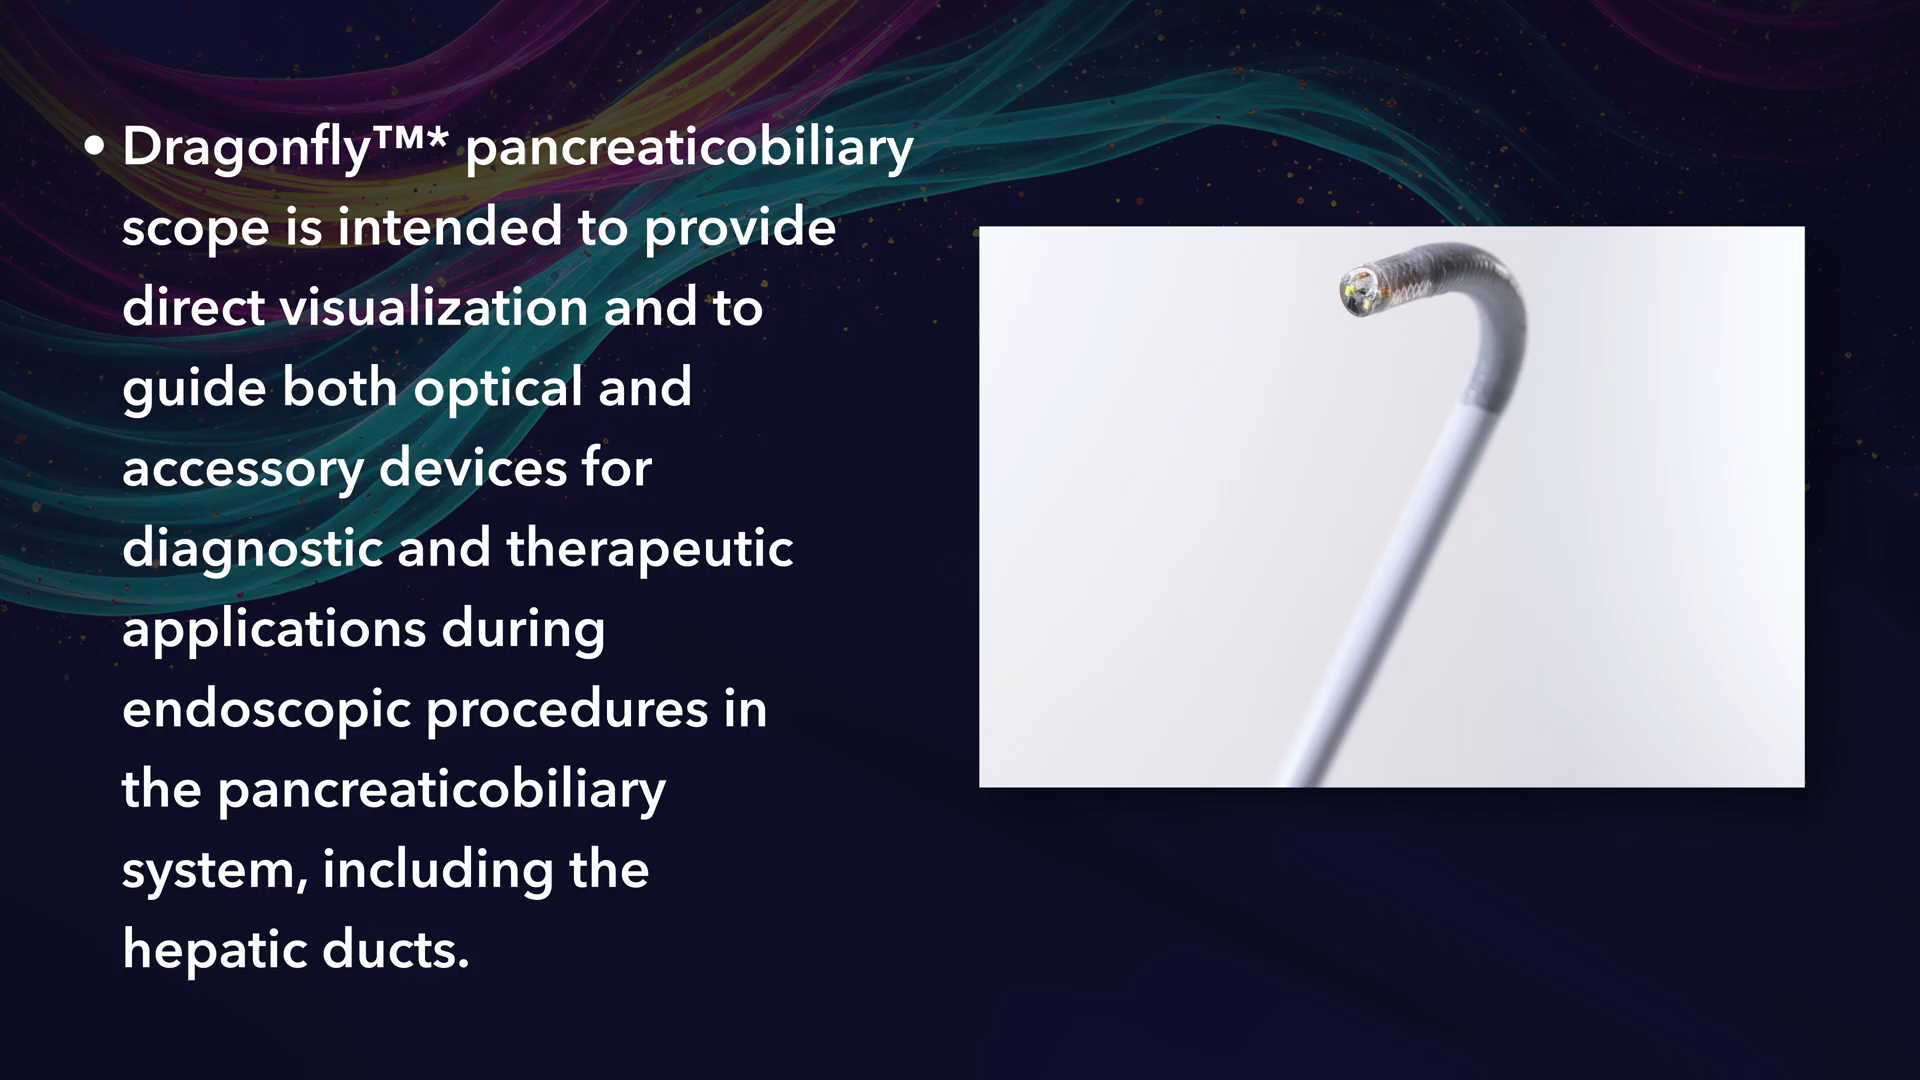 • Dragonfly™* pancreaticobiliary
scope is intended to provide
direct visualization and to
guide both optical and
accessory devices for
diagnostic and therapeutic
applications during
endoscopic procedures in
the pancreaticobiliary
system, including the
hepatic ducts.